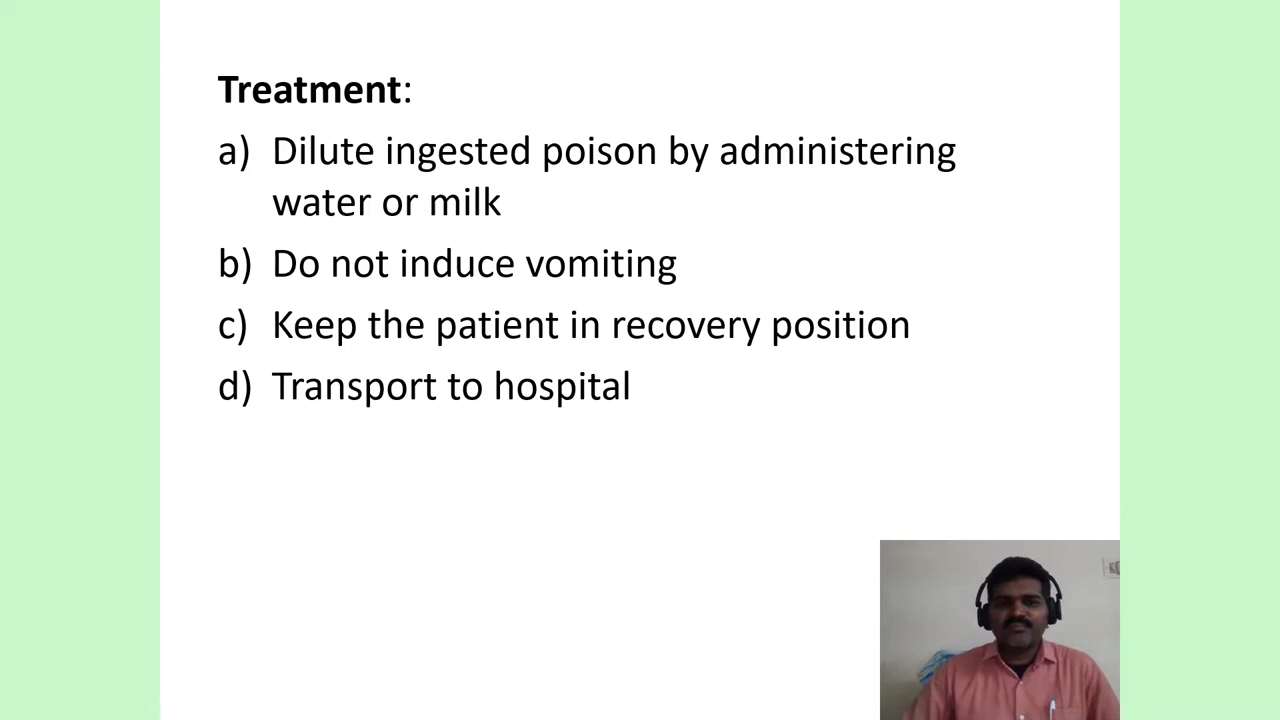 Treatment:
a) Dilute ingested poison by administering
water or milk
b) Do not induce vomiting
c) Keep the patient in recovery position
d) Transport to hospital